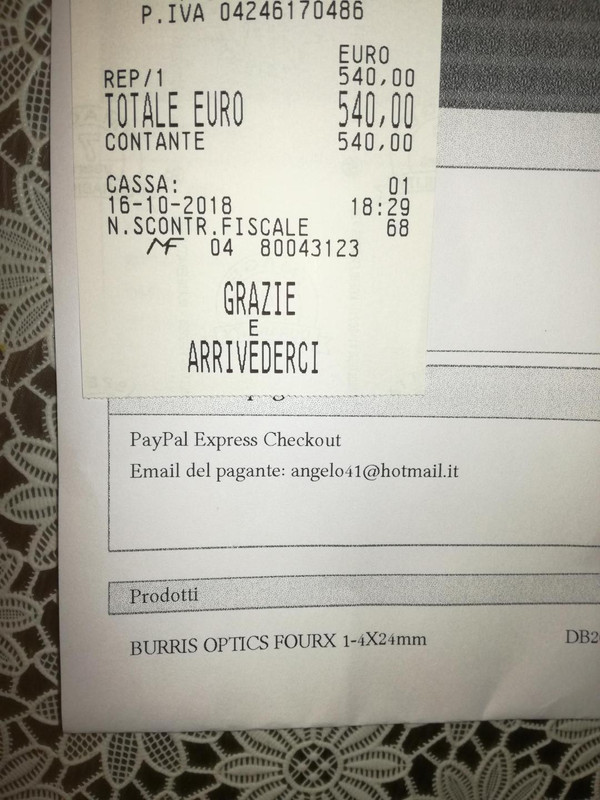 P.IVA 04246170486
EURO
REP/1 540,00
TOTALE EURO 540,00
CONTANTE 540,00
CASSA: 01
16-10-2018 18:29
N.SCONTR.FISCALE 68
MF 04 80043123
GRAZIE
E
ARRIVEDERCI
PayPal Express Checkout
Email del pagante: angelo41@hotmail.it
Prodotti
BURRIS OPTICS FOURX 1-4X24mm